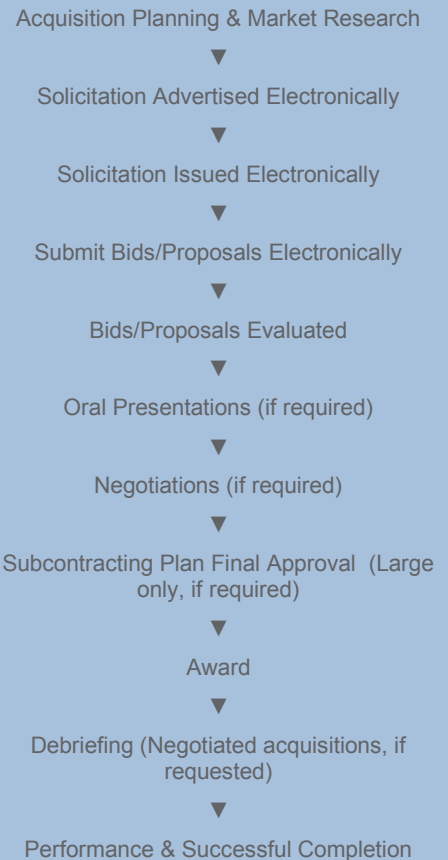 Acquisition Planning & Market Research
▼
Solicitation Advertised Electronically
▼
Solicitation Issued Electronically
▼
Submit Bids/Proposals Electronically
▼
Bids/Proposals Evaluated
▼
Oral Presentations (if required)
▼
Negotiations (if required)
▼
Subcontracting Plan Final Approval  (Large
only, if required)
▼
Award
▼
Debriefing (Negotiated acquisitions, if
requested)
▼
Performance & Successful Completion